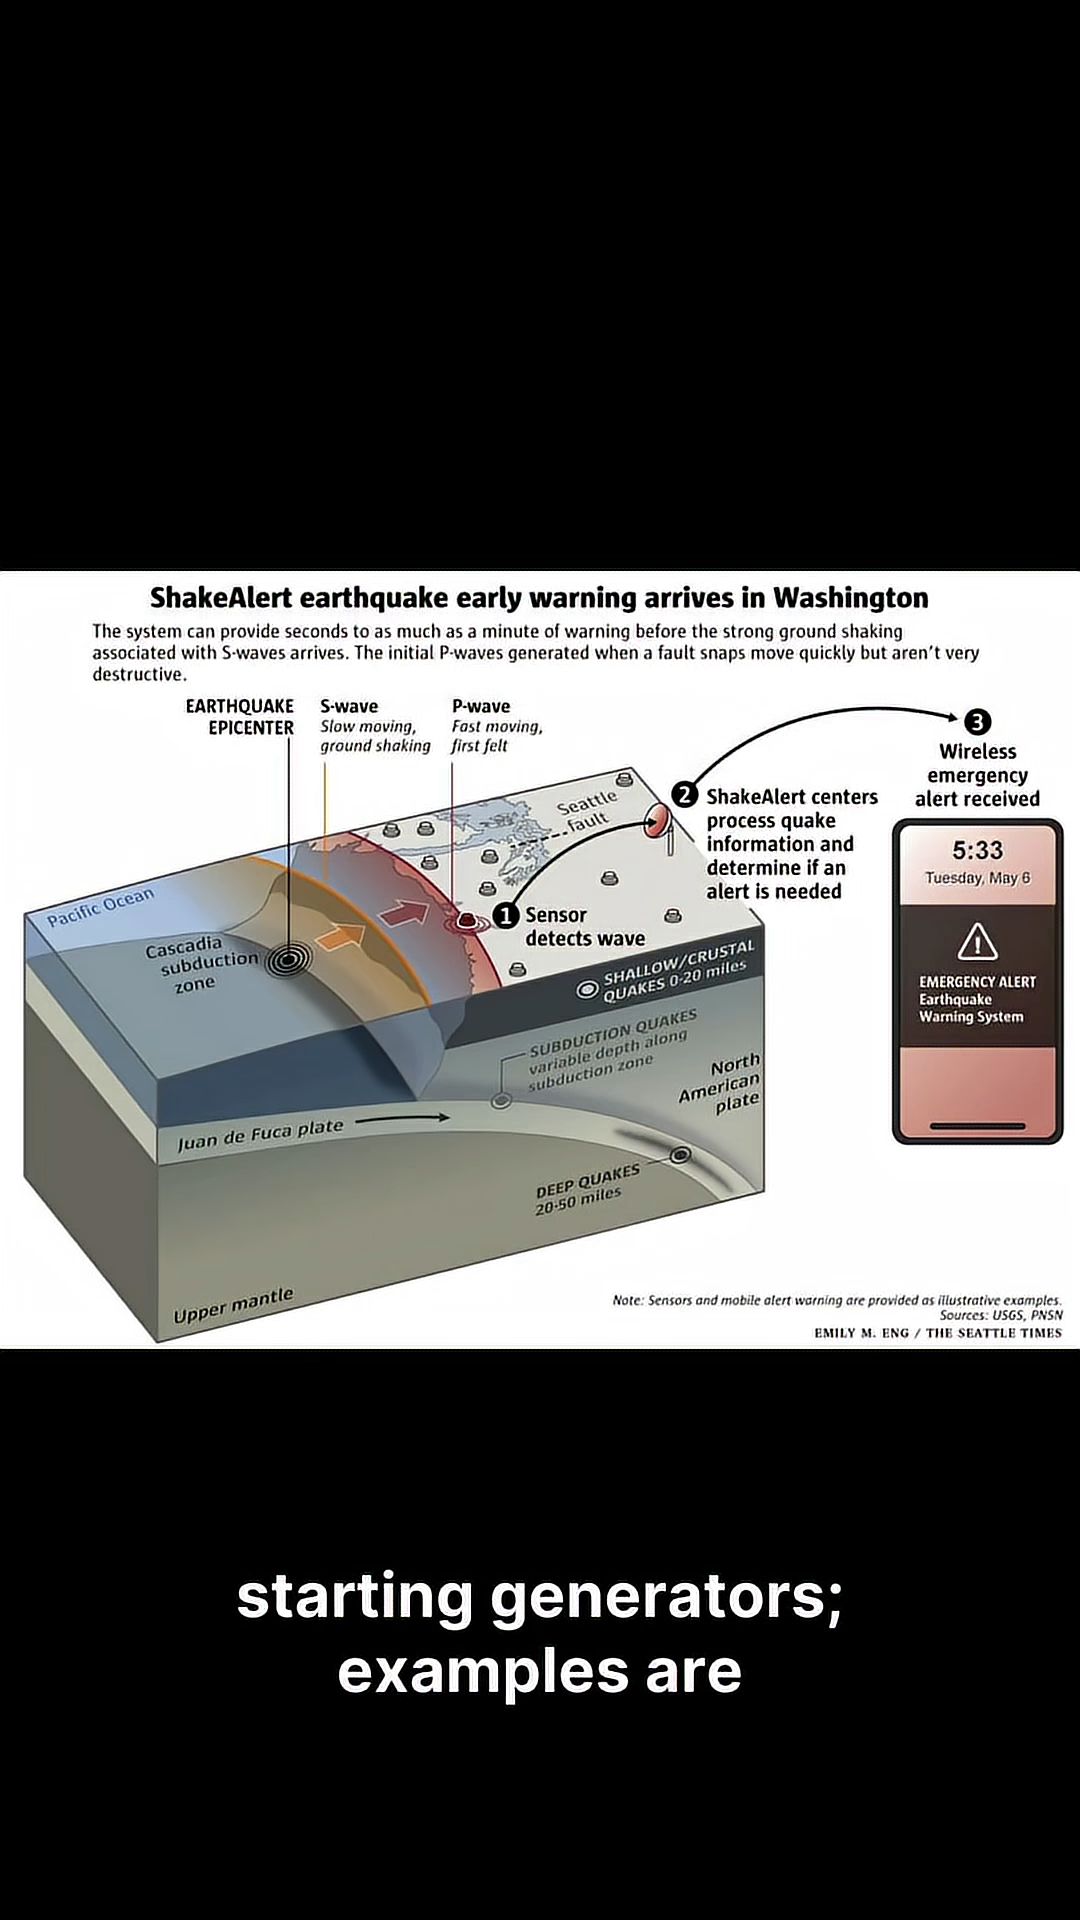 ShakeAlert earthquake early warning arrives in Washington
The system can provide seconds to as much as a minute of warning before the strong ground shaking
associated with S-waves arrives. The initial P-waves generated when a fault snaps move quickly but aren't very
destructive.
EARTHQUAKE
EPICENTER
S-wave
Slow moving,
ground shaking
P-wave
Fast moving,
first felt
3
Wireless
emergency
alert received
2
ShakeAlert centers
process quake
information and
determine if an
alert is needed
Seattle
fault
1
Sensor
detects wave
Pacific Ocean
Cascadia
subduction
zone
SHALLOW/CRUSTAL
QUAKES 0-20 miles
SUBDUCTION QUAKES
variable depth along
subduction zone
North
American
plate
Juan de Fuca plate
DEEP QUAKES
20-50 miles
Upper mantle
5:33
Tuesday, May 6
!
EMERGENCY ALERT
Earthquake
Warning System
Note: Sensors and mobile alert warning are provided as illustrative examples.
Sources: USGS, PNSN
EMILY M. ENG / THE SEATTLE TIMES
starting generators;
examples are